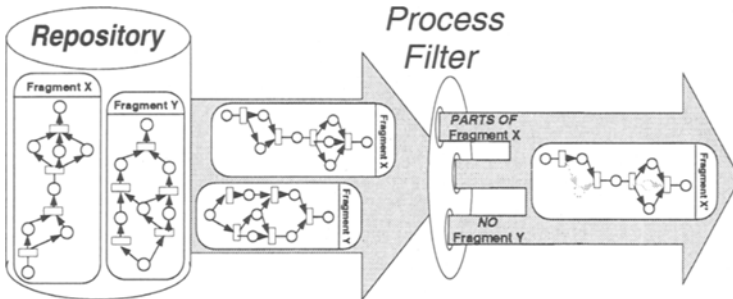 Repository
Process
Filter
Fragment X
Fragment Y
Fragment X
Fragment Y
PARTS OF
Fragment X
NO
Fragment Y
Fragment X'